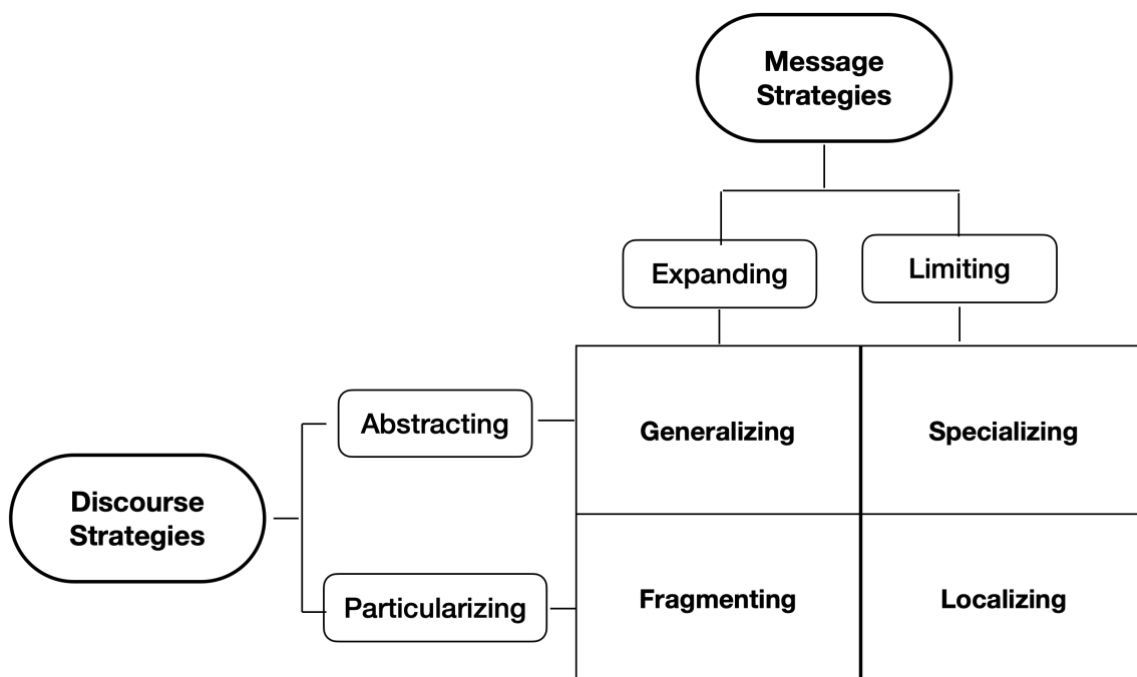 Message
Strategies
Expanding
Limiting
Abstracting
Generalizing
Specializing
Discourse
Strategies
Particularizing
Fragmenting
Localizing